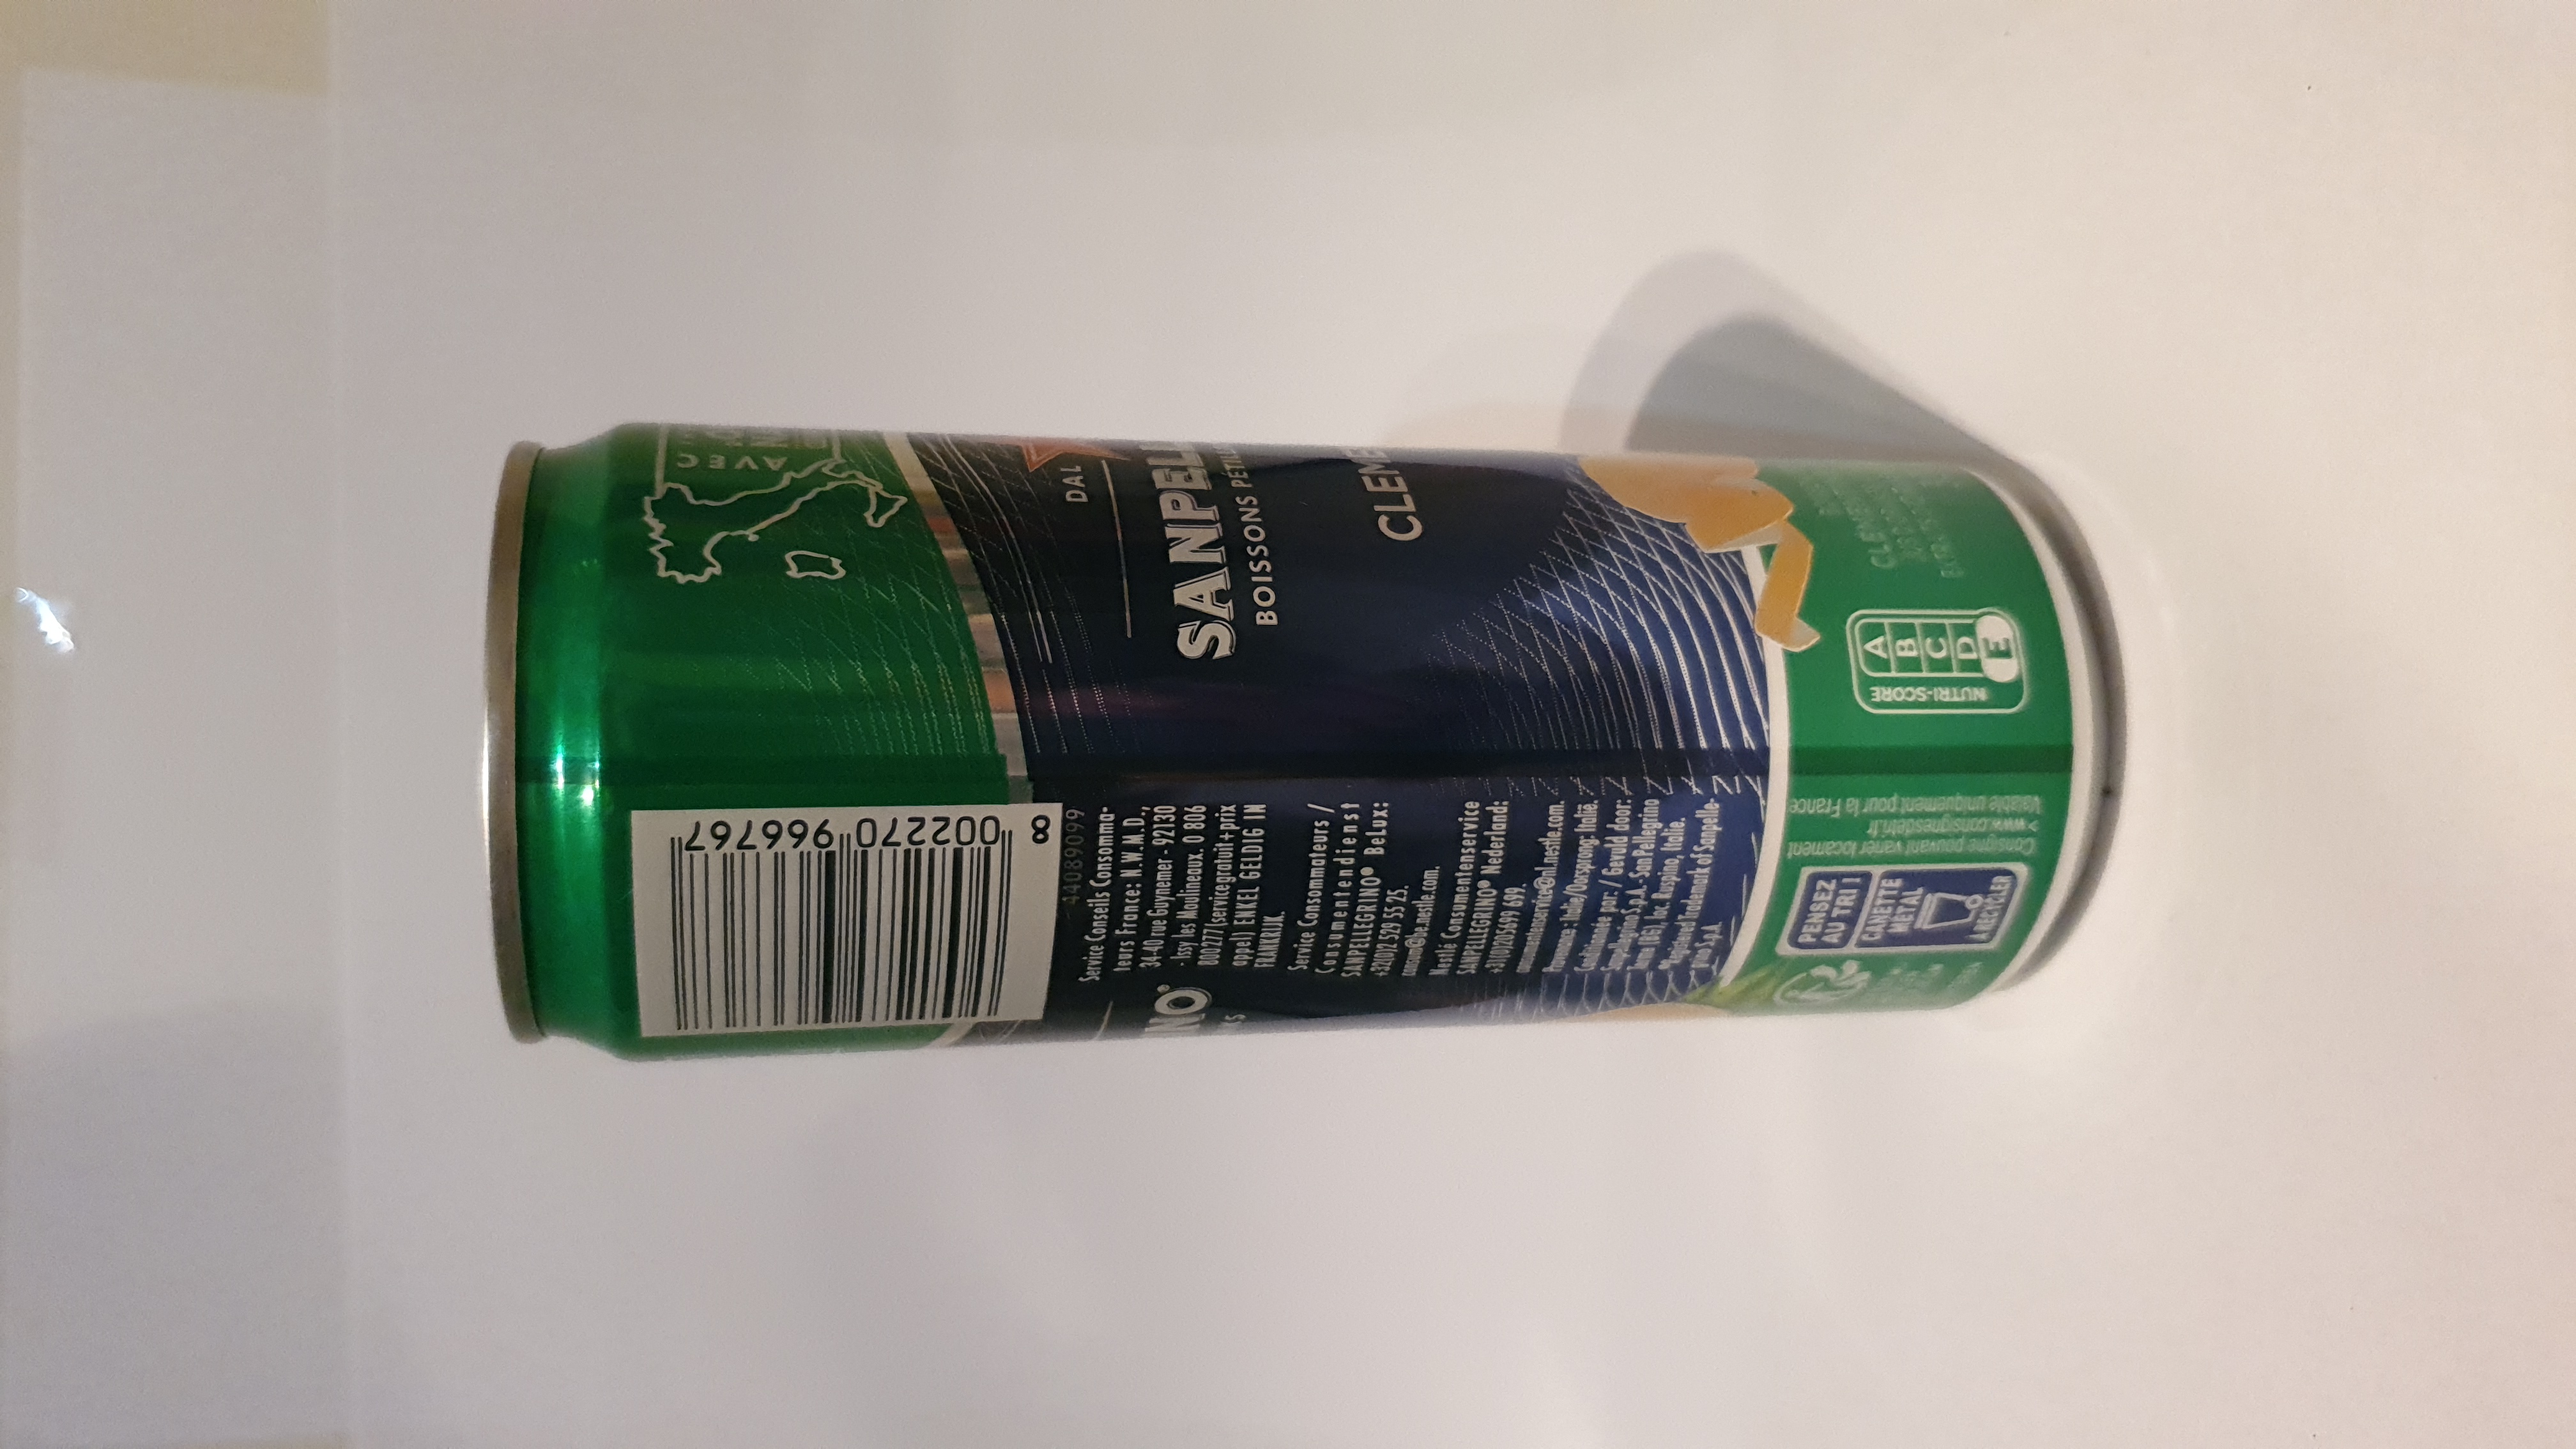 8 002270 966767
44089099
Service Conseils Consomma-
teurs France: N.W.M.D.,
34-40 rue Guynemer - 92130
- Issy les Moulineaux. 0 806
800277 (service gratuit + prix
appel) ENKEL GELDIG IN
FRANKRIJK.
Service Consommateurs /
Consumentendienst
SANPELLEGRINO® BeLux:
+32(0)2 529 55 25.
consum@be.nestle.com.
Nestlé Consumentenservice
SANPELLEGRINO® Nederland:
+31(0)205699 699.
consumentenservice@nl.nestle.com.
Provenance : Italie/Oorsprong: Italië.
Conditionnée par: / Gevuld door:
Sanpellegrino S.p.A. - San Pellegrino
Terme (BG), loc. Ruspino, Italie.
®Registered Trademark of Sanpelle-
grino S.p.A.
INO®
KS
PENSEZ
AU TRI !
CANETTE
MÉTAL
À RECYCLER
Consigne pouvant varier localement
> www.consignesdetri.fr
Valable uniquement pour la France
AVEC
DAL
SANPELL
BOISSONS PÉTILL
CLEME
NUTRI-SCORE
A
B
C
D
E